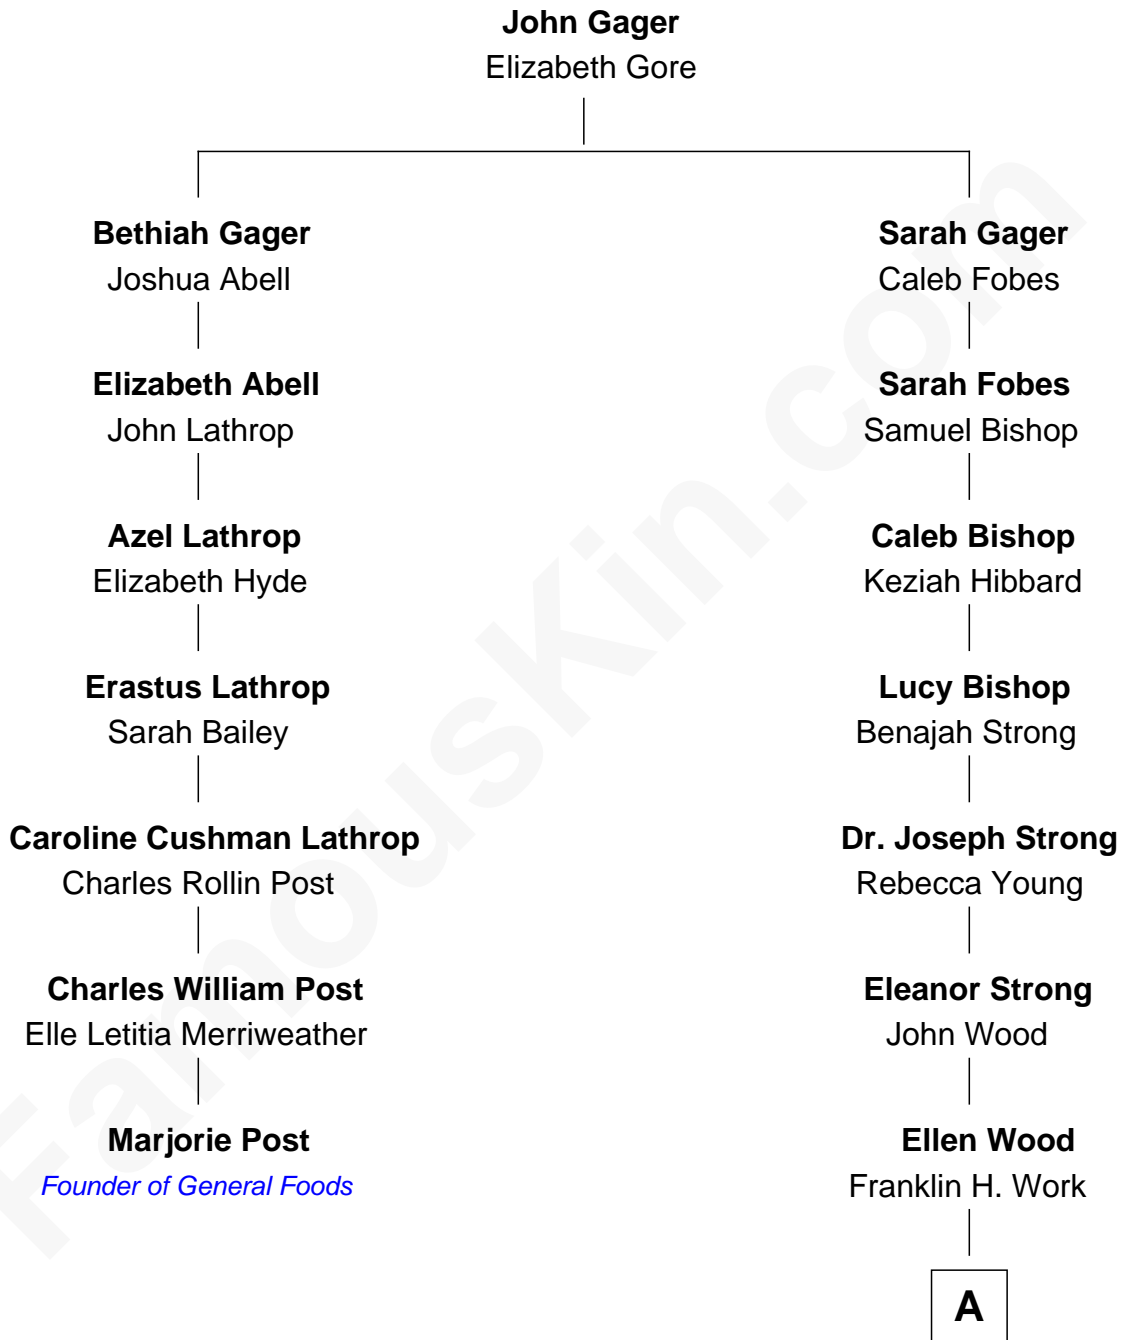 John Gager
Elizabeth Gore
Bethiah Gager
Joshua Abell
Sarah Gager
Caleb Fobes
Elizabeth Abell
John Lathrop
Sarah Fobes
Samuel Bishop
Azel Lathrop
Elizabeth Hyde
Caleb Bishop
Keziah Hibbard
Erastus Lathrop
Sarah Bailey
Lucy Bishop
Benajah Strong
Caroline Cushman Lathrop
Charles Rollin Post
Dr. Joseph Strong
Rebecca Young
Charles William Post
Elle Letitia Merriweather
Eleanor Strong
John Wood
Marjorie Post
Founder of General Foods
Ellen Wood
Franklin H. Work
A
FamousKin.com